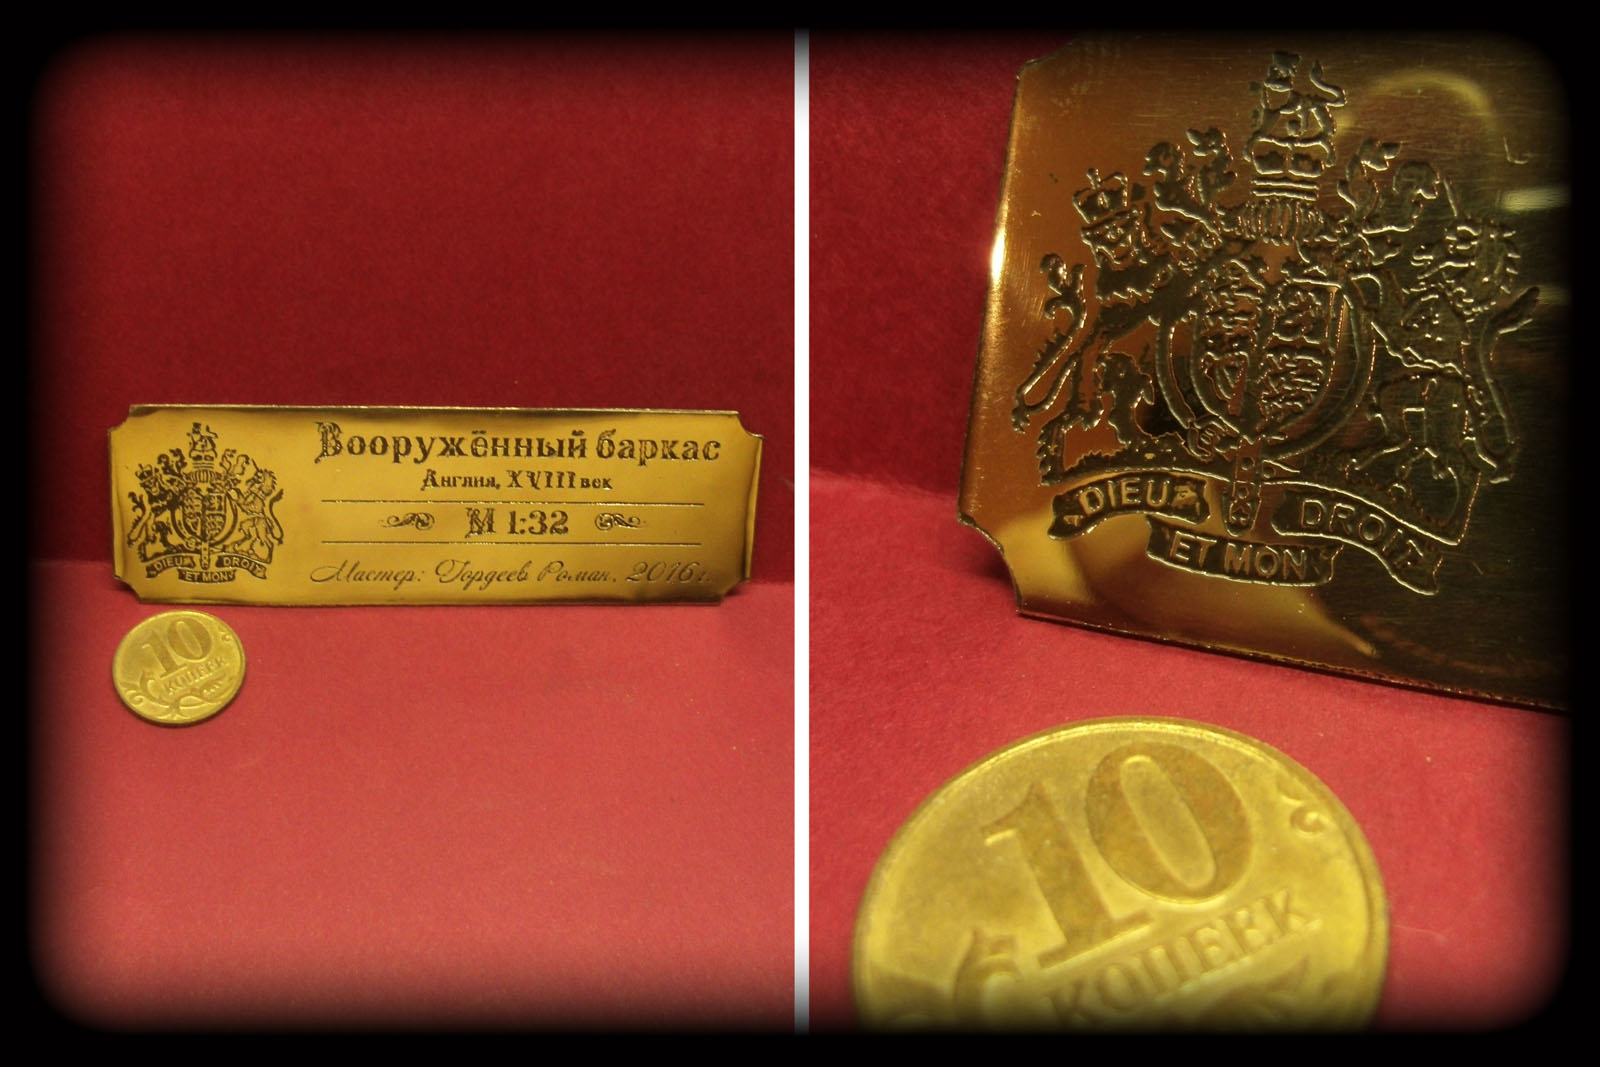 Вооружённый баркас
Англия, XVIII век
М 1:32
Мастер: Гордеев Роман, 2016 г.
DIEU DROIT
ET MON
10
КОПЕЕК
DIEU DROIT
ET MON
10
КОПЕЕК